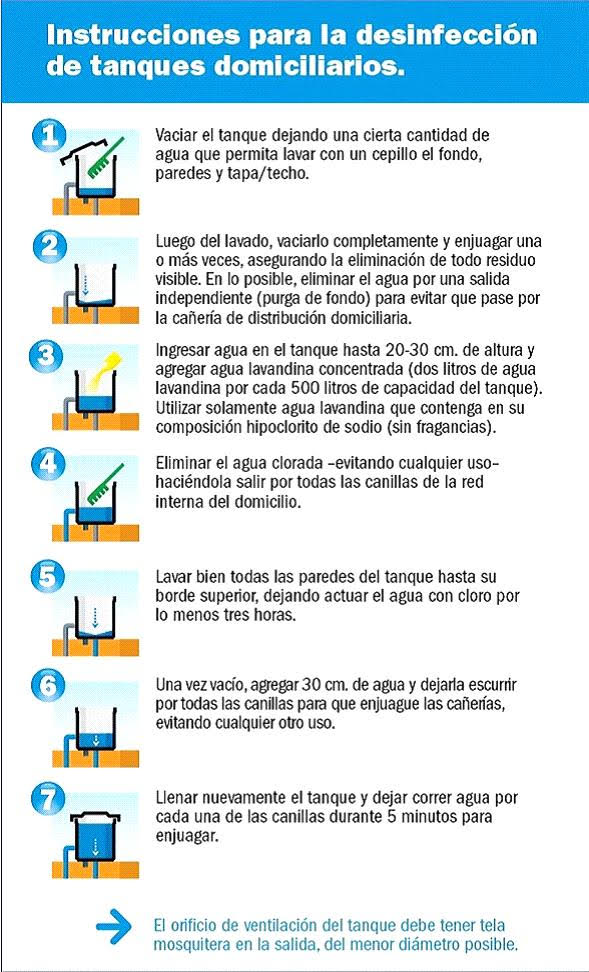 Instrucciones para la desinfección
de tanques domiciliarios.
1
Vaciar el tanque dejando una cierta cantidad de
agua que permita lavar con un cepillo el fondo,
paredes y tapa/techo.
2
Luego del lavado, vaciarlo completamente y enjuagar una
o más veces, asegurando la eliminación de todo residuo
visible. En lo posible, eliminar el agua por una salida
independiente (purga de fondo) para evitar que pase por
la cañería de distribución domiciliaria.
3
Ingresar agua en el tanque hasta 20-30 cm. de altura y
agregar agua lavandina concentrada (dos litros de agua
lavandina por cada 500 litros de capacidad del tanque).
Utilizar solamente agua lavandina que contenga en su
composición hipoclorito de sodio (sin fragancias).
4
Eliminar el agua clorada –evitando cualquier uso–
haciéndola salir por todas las canillas de la red
interna del domicilio.
5
Lavar bien todas las paredes del tanque hasta su
borde superior, dejando actuar el agua con cloro por
lo menos tres horas.
6
Una vez vacío, agregar 30 cm. de agua y dejarla escurrir
por todas las canillas para que enjuague las cañerías,
evitando cualquier otro uso.
7
Llenar nuevamente el tanque y dejar correr agua por
cada una de las canillas durante 5 minutos para
enjuagar.
El orificio de ventilación del tanque debe tener tela
mosquitera en la salida, del menor diámetro posible.